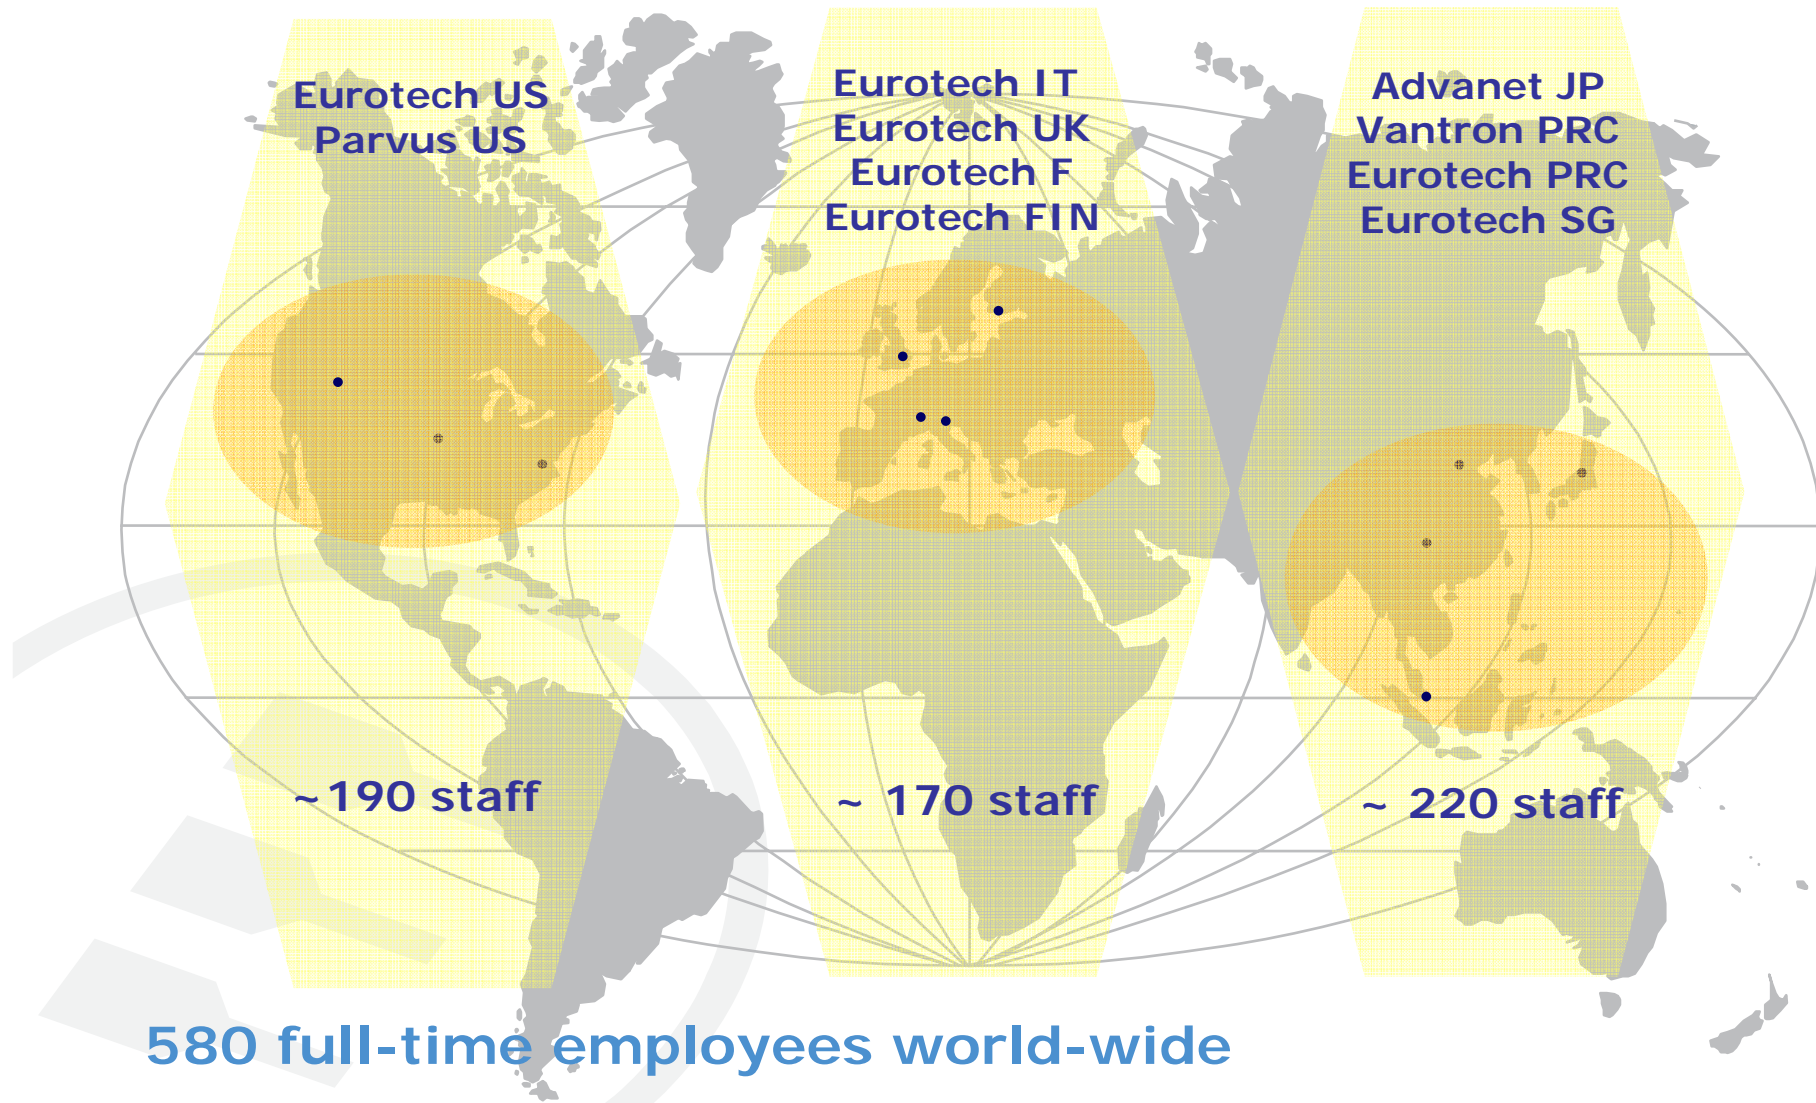 Eurotech US
Parvus US
Eurotech IT
Eurotech UK
Eurotech F
Eurotech FIN
Advanet JP
Vantron PRC
Eurotech PRC
Eurotech SG
~190 staff
~ 170 staff
~ 220 staff
580 full-time employees world-wide